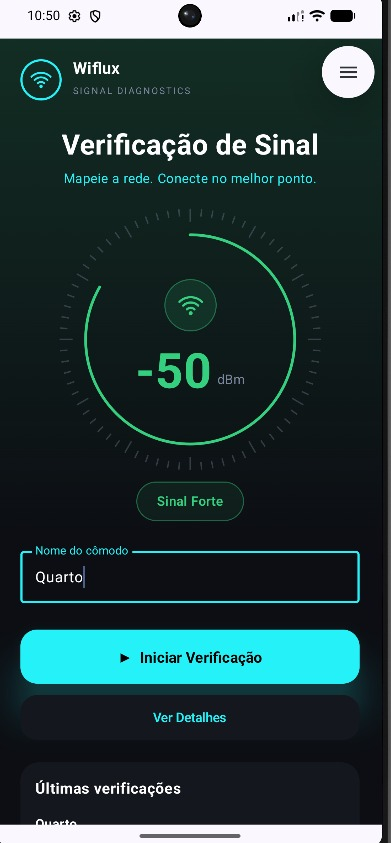 10:50
Wiflux
SIGNAL DIAGNOSTICS
Verificação de Sinal
Mapeie a rede. Conecte no melhor ponto.
-50 dBm
Sinal Forte
Nome do cômodo
Quarto
► Iniciar Verificação
Ver Detalhes
Últimas verificações
Quarto